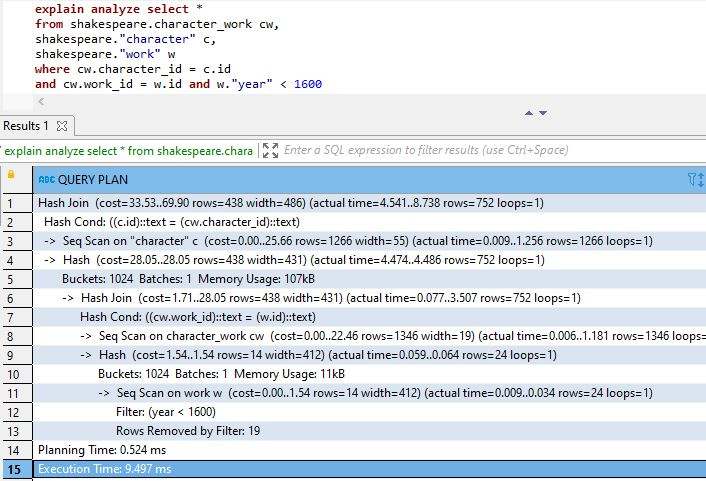 explain analyze select *
from shakespeare.character_work cw,
shakespeare."character" c,
shakespeare."work" w
where cw.character_id = c.id
and cw.work_id = w.id and w."year" < 1600
Results 1
explain analyze select * from shakespeare.chara
Enter a SQL expression to filter results (use Ctrl+Space)
ABC QUERY PLAN
1 Hash Join (cost=33.53..69.90 rows=438 width=486) (actual time=4.541..8.738 rows=752 loops=1)
2 Hash Cond: ((c.id)::text = (cw.character_id)::text)
3 -> Seq Scan on "character" c (cost=0.00..25.66 rows=1266 width=55) (actual time=0.009..1.256 rows=1266 loops=1)
4 -> Hash (cost=28.05..28.05 rows=438 width=431) (actual time=4.474..4.486 rows=752 loops=1)
5 Buckets: 1024 Batches: 1 Memory Usage: 107kB
6 -> Hash Join (cost=1.71..28.05 rows=438 width=431) (actual time=0.077..3.507 rows=752 loops=1)
7 Hash Cond: ((cw.work_id)::text = (w.id)::text)
8 -> Seq Scan on character_work cw (cost=0.00..22.46 rows=1346 width=19) (actual time=0.006..1.181 rows=1346 loops=
9 -> Hash (cost=1.54..1.54 rows=14 width=412) (actual time=0.059..0.064 rows=24 loops=1)
10 Buckets: 1024 Batches: 1 Memory Usage: 11kB
11 -> Seq Scan on work w (cost=0.00..1.54 rows=14 width=412) (actual time=0.009..0.034 rows=24 loops=1)
12 Filter: (year < 1600)
13 Rows Removed by Filter: 19
14 Planning Time: 0.524 ms
15 Execution Time: 9.497 ms